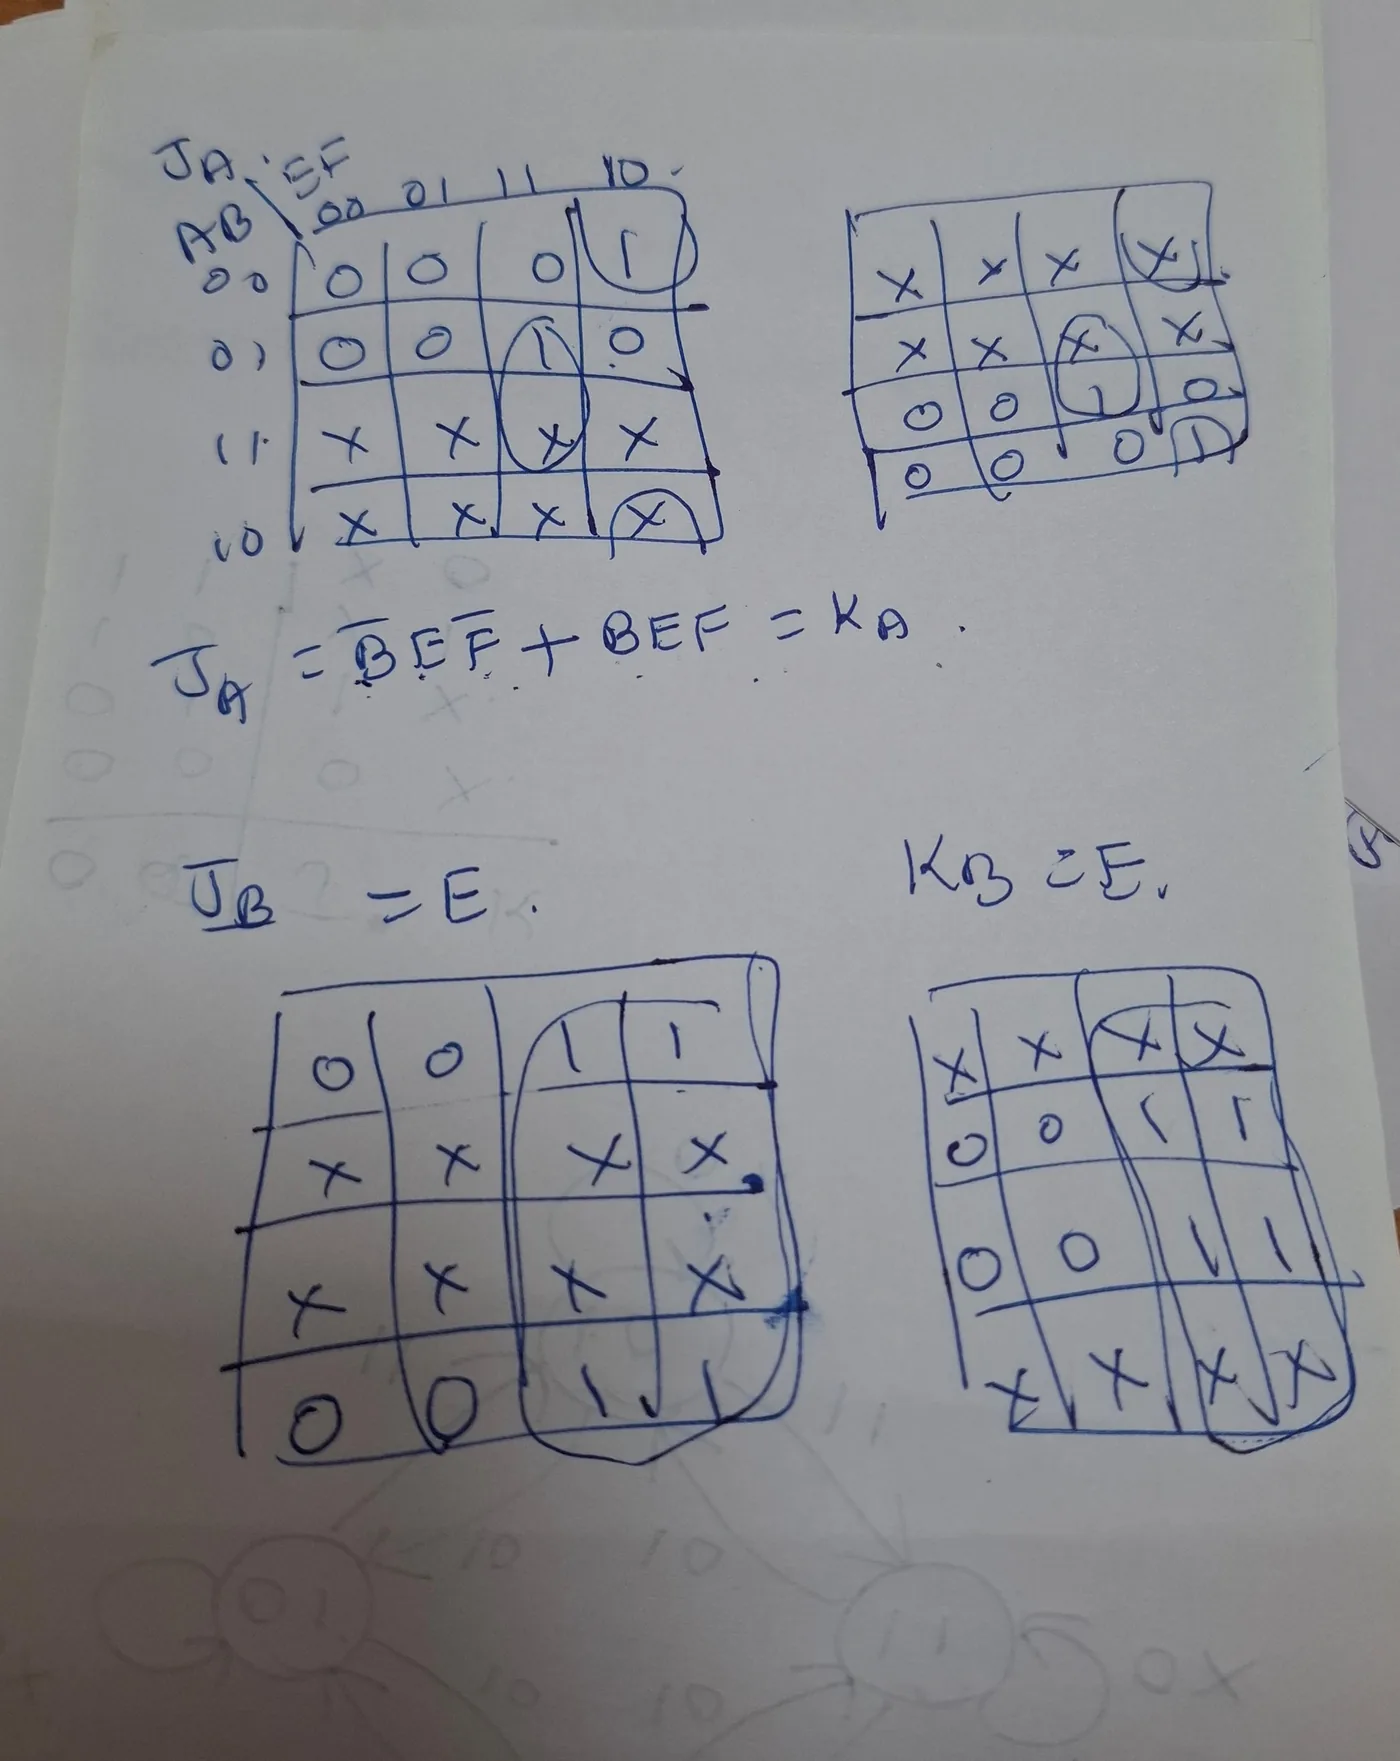 JA. EF
AB 00 01 11 10
00 0 0 0 1
01 0 0 1 0
11 X X X X
10 X X X X
X X X X
X X X X
0 0 1 0
0 0 0 1
J_A = B̅EF̅ + BEF = KA.
JB = E.
KB = E.
0 0 1 1
X X X X
X X X X
0 0 1 1
X X X X
0 0 1 1
0 0 1 1
X X X X